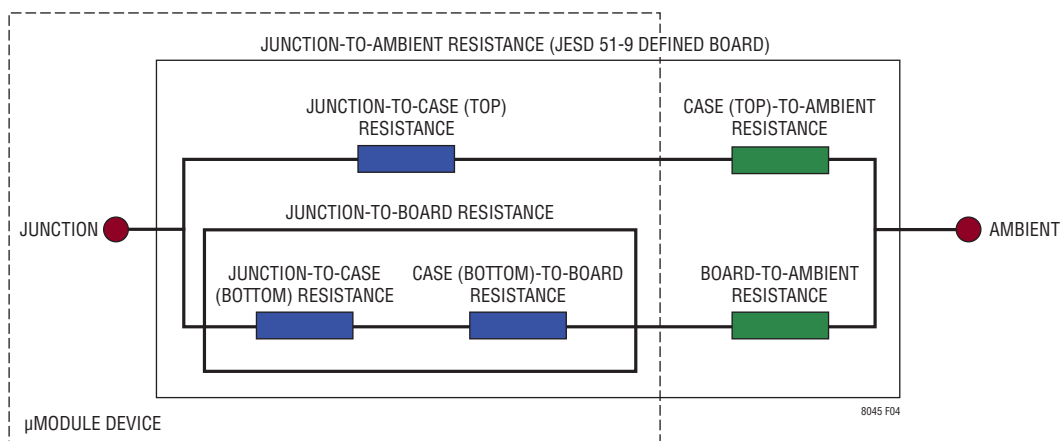 JUNCTION-TO-AMBIENT RESISTANCE (JESD 51-9 DEFINED BOARD)
JUNCTION-TO-CASE (TOP)
RESISTANCE
CASE (TOP)-TO-AMBIENT
RESISTANCE
JUNCTION-TO-BOARD RESISTANCE
JUNCTION
AMBIENT
JUNCTION-TO-CASE
(BOTTOM) RESISTANCE
CASE (BOTTOM)-TO-BOARD
RESISTANCE
BOARD-TO-AMBIENT
RESISTANCE
8045 F04
µMODULE DEVICE